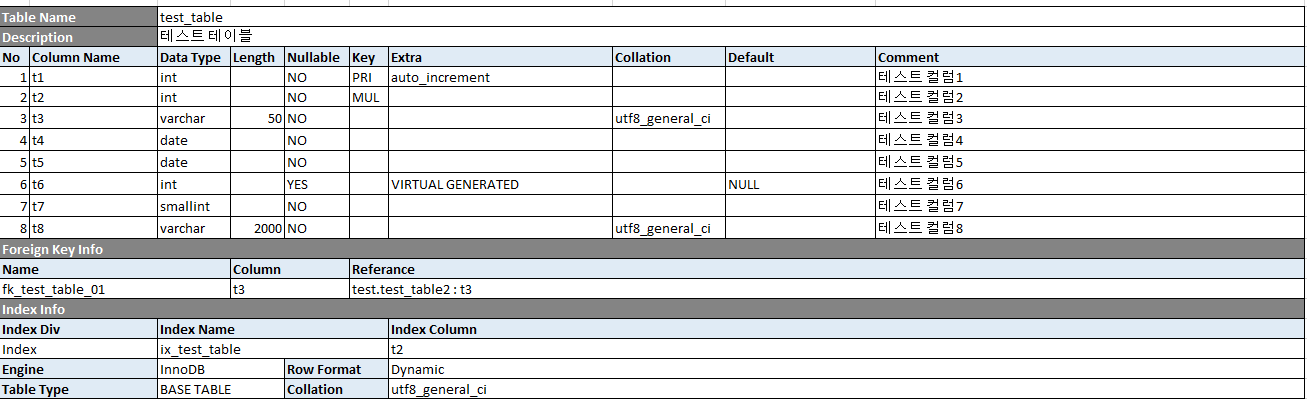 Table Name test_table
Description 테스트 테이블
No Column Name Data Type Length Nullable Key Extra Collation Default Comment
1 t1 int NO PRI auto_increment 테스트 컬럼1
2 t2 int NO MUL 테스트 컬럼2
3 t3 varchar 50 NO utf8_general_ci 테스트 컬럼3
4 t4 date NO 테스트 컬럼4
5 t5 date NO 테스트 컬럼5
6 t6 int YES VIRTUAL GENERATED NULL 테스트 컬럼6
7 t7 smallint NO 테스트 컬럼7
8 t8 varchar 2000 NO utf8_general_ci 테스트 컬럼8
Foreign Key Info
Name Column Referance
fk_test_table_01 t3 test.test_table2 : t3
Index Info
Index Div Index Name Index Column
Index ix_test_table t2
Engine InnoDB Row Format Dynamic
Table Type BASE TABLE Collation utf8_general_ci